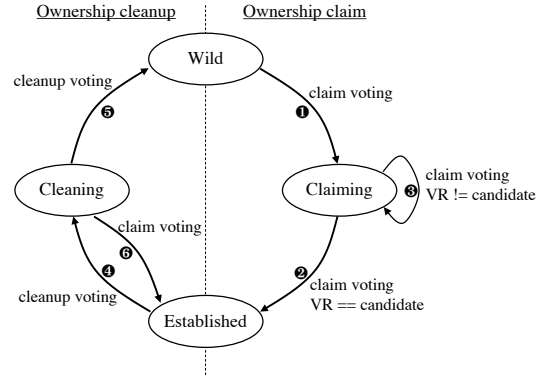 Ownership cleanup
Ownership claim
Wild
cleanup voting
❺
claim voting
❶
Cleaning
Claiming
claim voting
VR != candidate
❸
claim voting
❻
❹
cleanup voting
❷
claim voting
VR == candidate
Established